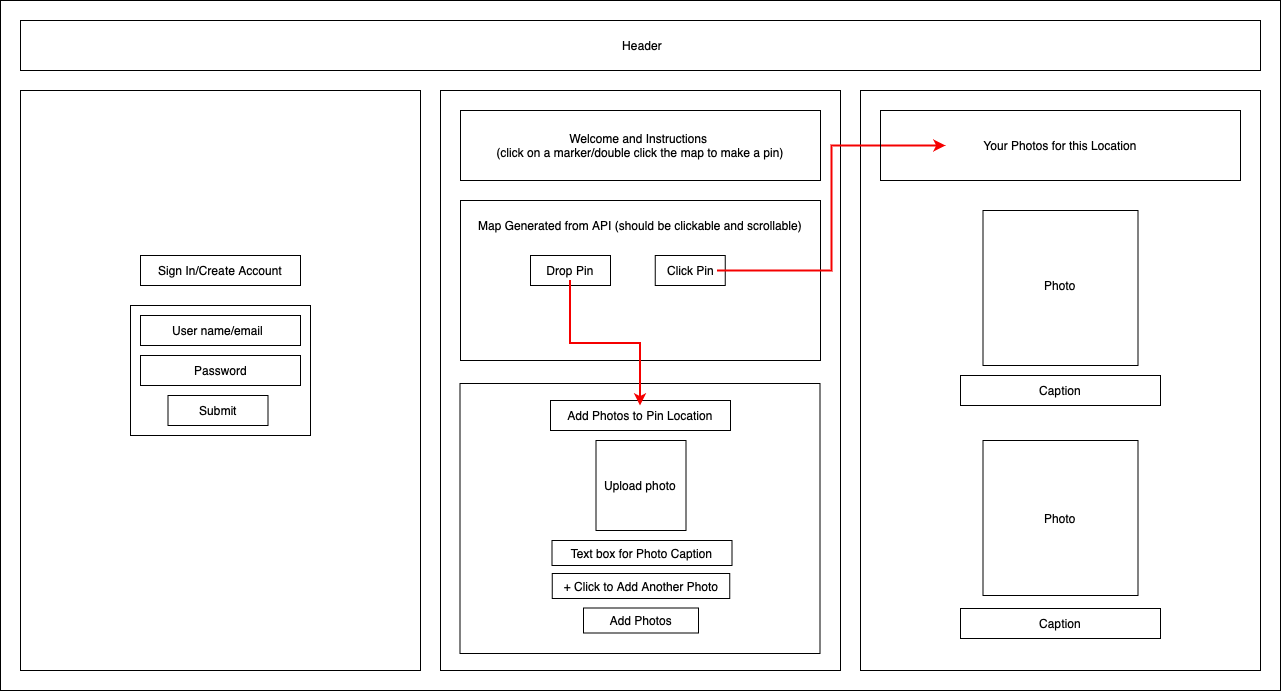 Header
Sign In/Create Account
User name/email
Password
Submit
Welcome and Instructions
(click on a marker/double click the map to make a pin)
Map Generated from API (should be clickable and scrollable)
Drop Pin
Click Pin
Add Photos to Pin Location
Upload photo
Text box for Photo Caption
+ Click to Add Another Photo
Add Photos
Your Photos for this Location
Photo
Caption
Photo
Caption